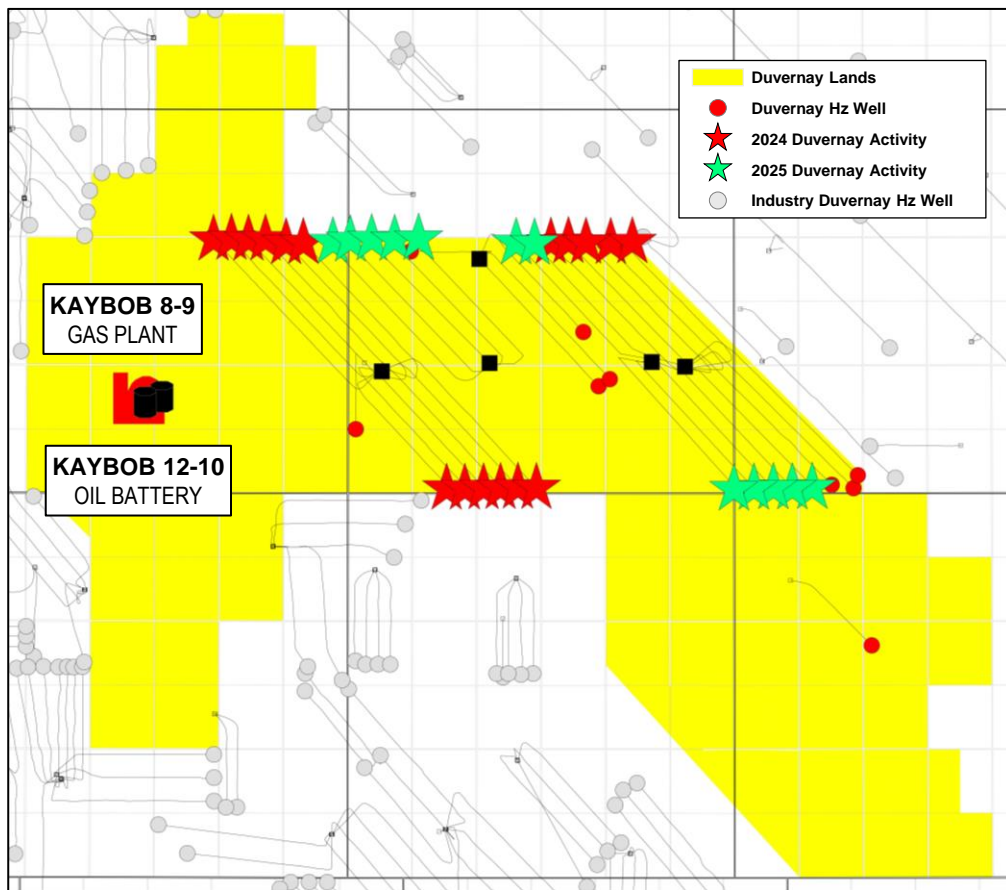 Duvernay Lands
Duvernay Hz Well
2024 Duvernay Activity
2025 Duvernay Activity
Industry Duvernay Hz Well
KAYBOB 8-9
GAS PLANT
KAYBOB 12-10
OIL BATTERY